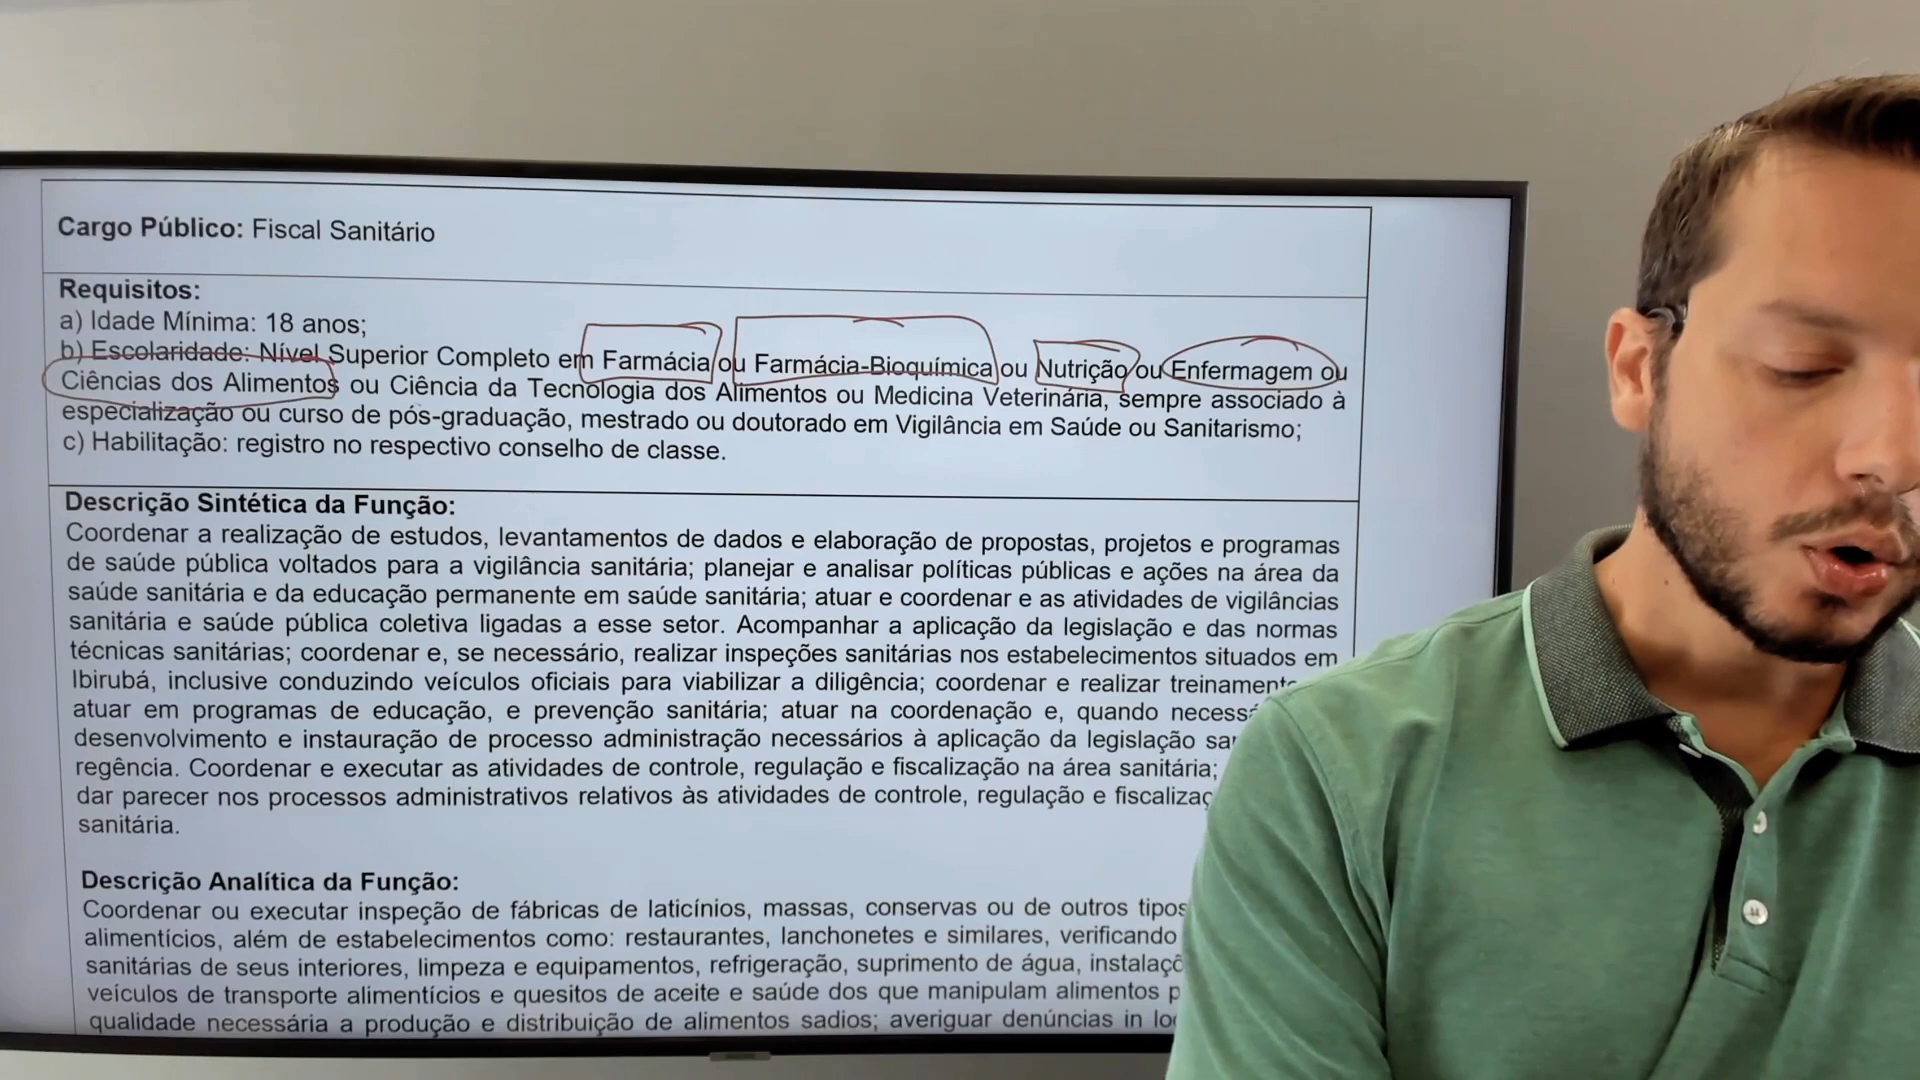 Cargo Público: Fiscal Sanitário
Requisitos:
a) Idade Mínima: 18 anos;
b) Escolaridade: Nível Superior Completo em Farmácia ou Farmácia-Bioquímica ou Nutrição ou Enfermagem ou
Ciências dos Alimentos ou Ciência da Tecnologia dos Alimentos ou Medicina Veterinária, sempre associado à
especialização ou curso de pós-graduação, mestrado ou doutorado em Vigilância em Saúde ou Sanitarismo;
c) Habilitação: registro no respectivo conselho de classe.
Descrição Sintética da Função:
Coordenar a realização de estudos, levantamentos de dados e elaboração de propostas, projetos e programas
de saúde pública voltados para a vigilância sanitária; planejar e analisar políticas públicas e ações na área da
saúde sanitária e da educação permanente em saúde sanitária; atuar e coordenar e as atividades de vigilâncias
sanitária e saúde pública coletiva ligadas a esse setor. Acompanhar a aplicação da legislação e das normas
técnicas sanitárias; coordenar e, se necessário, realizar inspeções sanitárias nos estabelecimentos situados em
Ibirubá, inclusive conduzindo veículos oficiais para viabilizar a diligência; coordenar e realizar
atuar em programas de educação, e prevenção sanitária; atuar na coordenação e, quando
desenvolvimento e instauração de processo administração necessários à aplicação da legislação
regência. Coordenar e executar as atividades de controle, regulação e fiscalização na área sanitária;
dar parecer nos processos administrativos relativos às atividades de controle, regulação e
sanitária.
Descrição Analítica da Função:
Coordenar ou executar inspeção de fábricas de laticínios, massas, conservas ou de outros tipos
alimentícios, além de estabelecimentos como: restaurantes, lanchonetes e similares, verificando
sanitárias de seus interiores, limpeza e equipamentos, refrigeração, suprimento de água,
veículos de transporte alimentícios e quesitos de aceite e saúde dos que manipulam alimentos
qualidade necessária a produção e distribuição de alimentos sadios; averiguar denúncias in